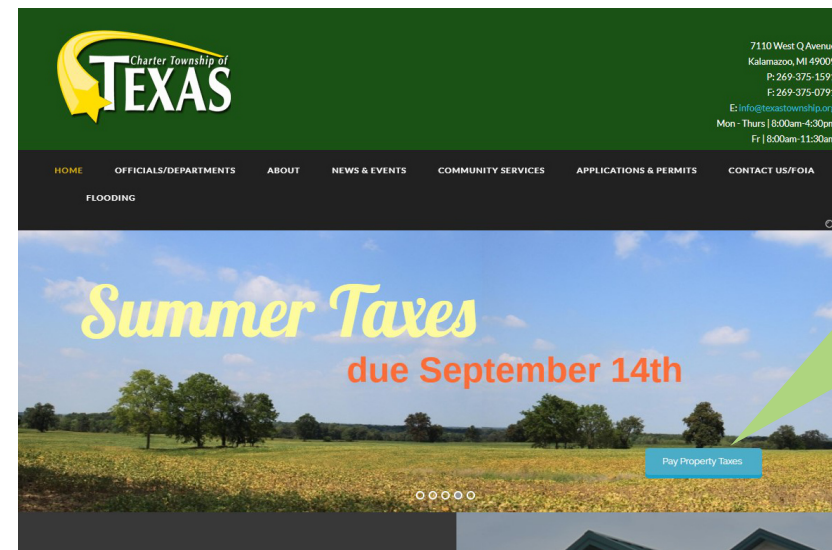 Charter Township of
TEXAS
7110 West Q Avenue
Kalamazoo, MI 49009
P: 269-375-159
F: 269-375-079
E: info@texastownship.org
Mon - Thurs | 8:00am-4:30pm
Fr | 8:00am-11:30am
HOME OFFICIALS/DEPARTMENTS ABOUT NEWS & EVENTS COMMUNITY SERVICES APPLICATIONS & PERMITS CONTACT US/FOIA
FLOODING
Summer Taxes
due September 14th
Pay Property Taxes